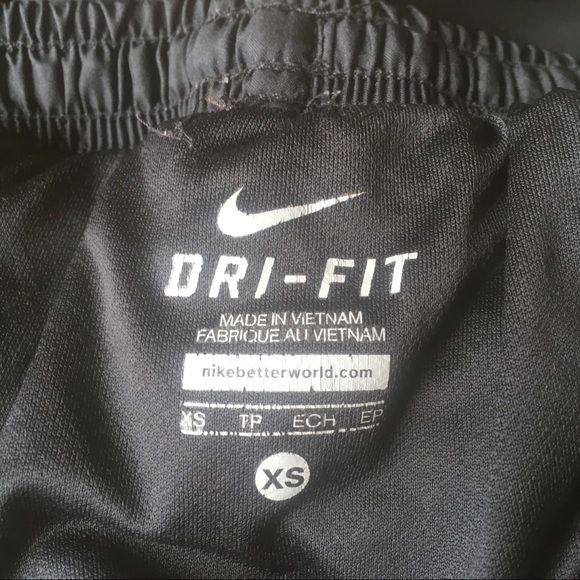 DRI-FIT
MADE IN VIETNAM
FABRIQUE AU VIETNAM
nikebetterworld.com
XS TP ECH EP
XS